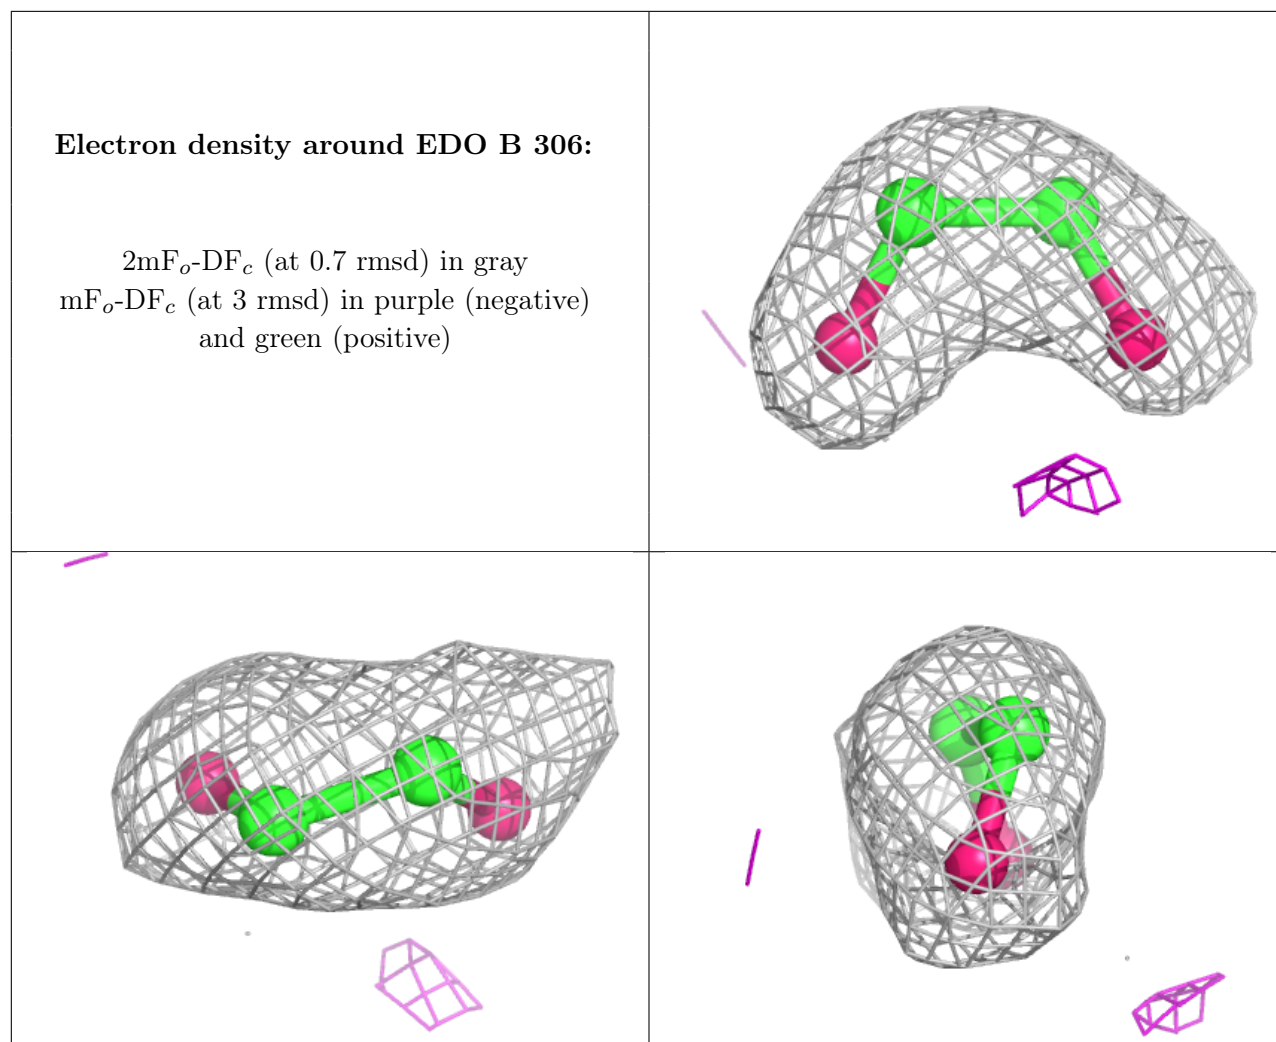 Electron density around EDO B 306:
2mFo-DFc (at 0.7 rmsd) in gray
mFo-DFc (at 3 rmsd) in purple (negative)
and green (positive)